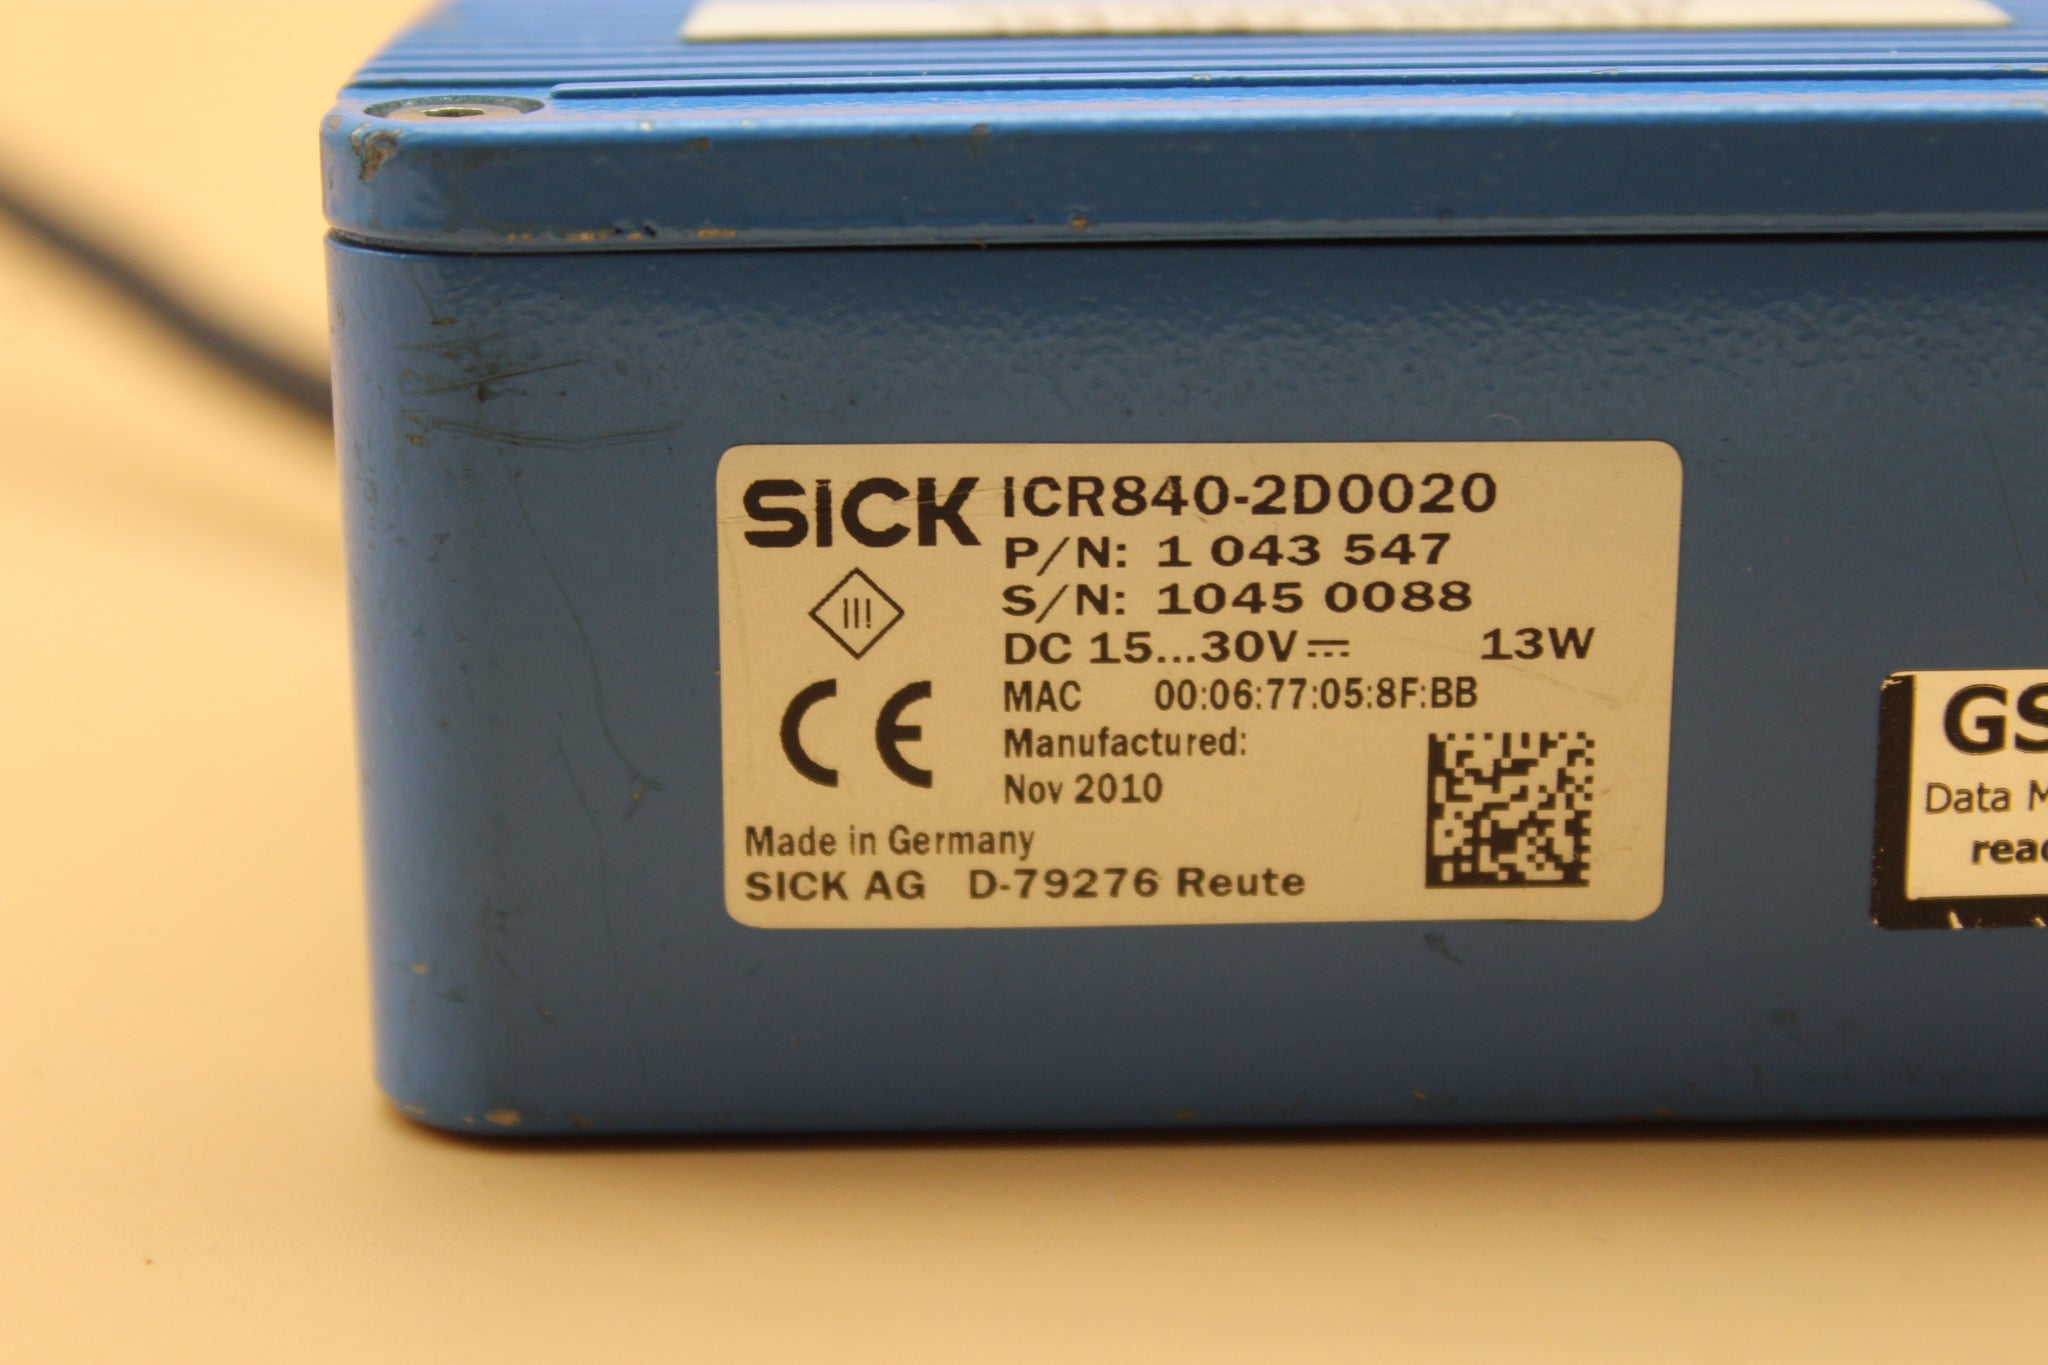 SICK ICR840-2D0020
P/N: 1 043 547
S/N: 1045 0088
DC 15...30V⎓ 13W
MAC 00:06:77:05:8F:BB
Manufactured:
Nov 2010
CE
Made in Germany
SICK AG D-79276 Reute
GS
Data M
read